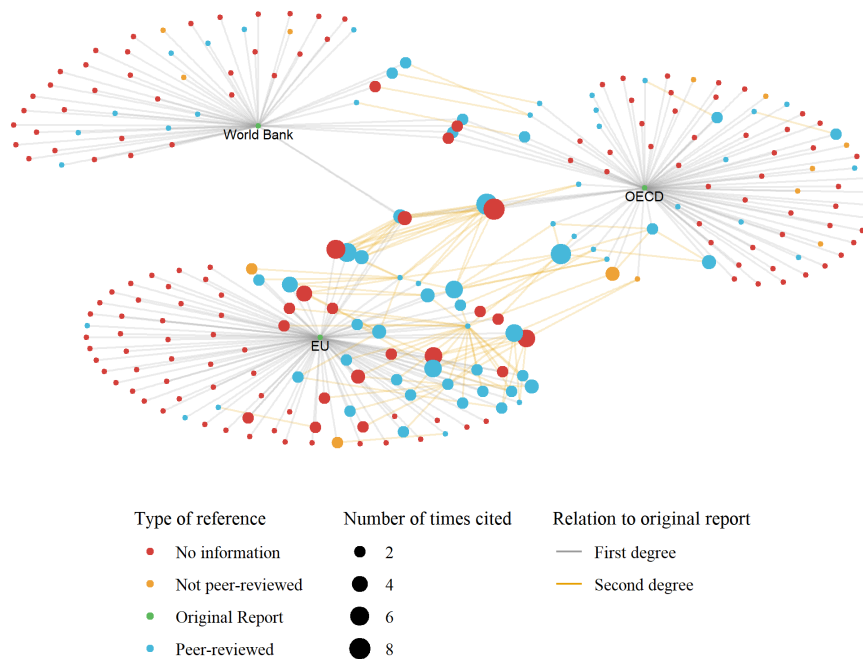 World Bank
OECD
EU
Type of reference
No information
Not peer-reviewed
Original Report
Peer-reviewed
Number of times cited
2
4
6
8
Relation to original report
First degree
Second degree